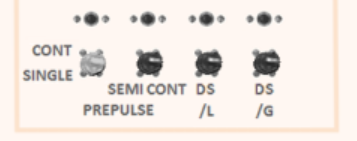 CONT
SINGLE
SEMI CONT DS DS
PREPULSE /L /G